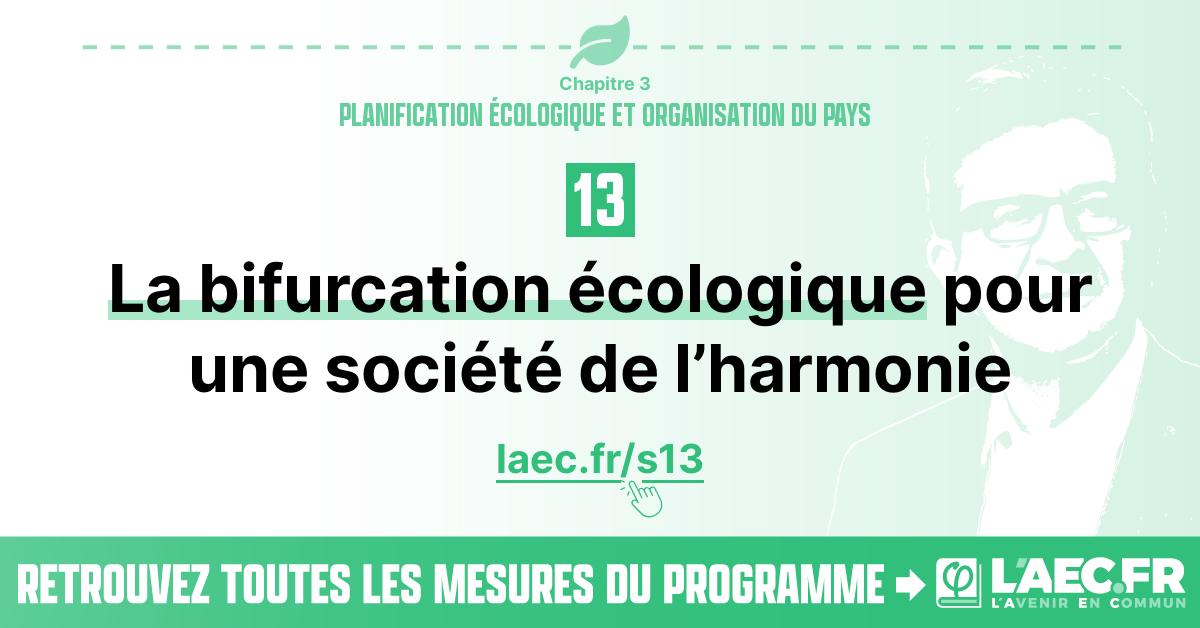 Chapitre 3
PLANIFICATION ÉCOLOGIQUE ET ORGANISATION DU PAYS
13
La bifurcation écologique pour
une société de l’harmonie
laec.fr/s13
RETROUVEZ TOUTES LES MESURES DU PROGRAMME
φ L'AEC.FR
L'AVENIR EN COMMUN